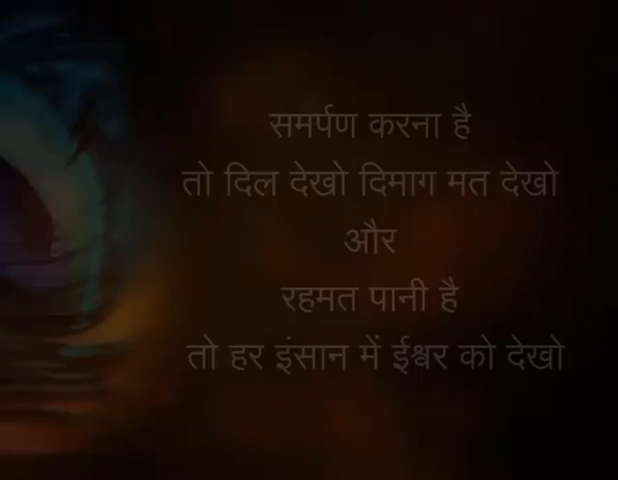 समर्पण करना है
तो दिल देखो दिमाग मत देखो
और
रहमत पानी है
तो हर इंसान में ईश्वर को देखो